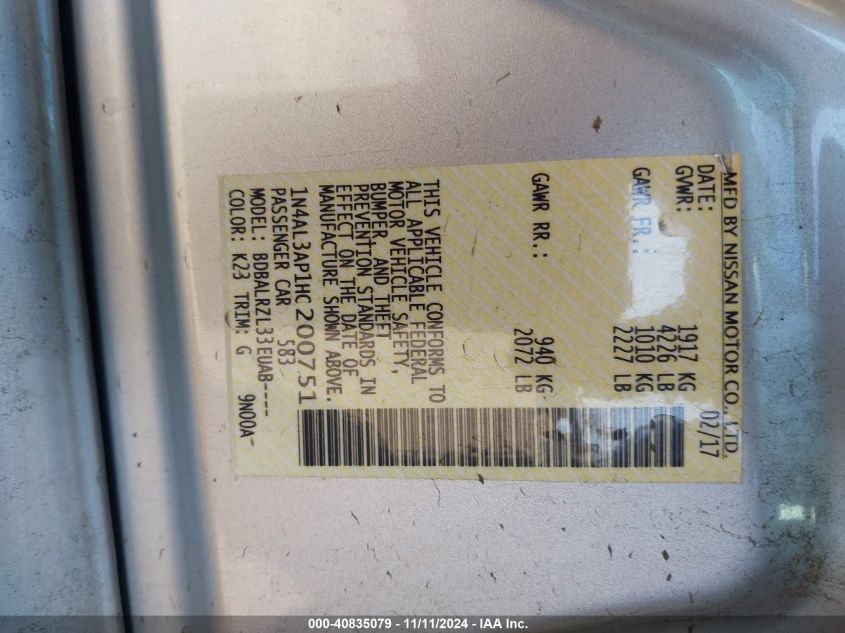 MFD BY NISSAN MOTOR CO., LTD.
DATE: 02/17
GVWR: 1917 KG
4226 LB
GAWR FR.: 1010 KG
2227 LB
GAWR RR.: 940 KG
2072 LB
THIS VEHICLE CONFORMS TO
ALL APPLICABLE FEDERAL
MOTOR VEHICLE SAFETY,
BUMPER, AND THEFT
PREVENTION STANDARDS IN
EFFECT ON THE DATE OF
MANUFACTURE SHOWN ABOVE.
1N4AL3AP1HC200751
PASSENGER CAR 583
MODEL: BDBALRZL33EUAB----
COLOR: K23 TRIM: G 9N00A-
000-40835079 - 11/11/2024 - IAA Inc.